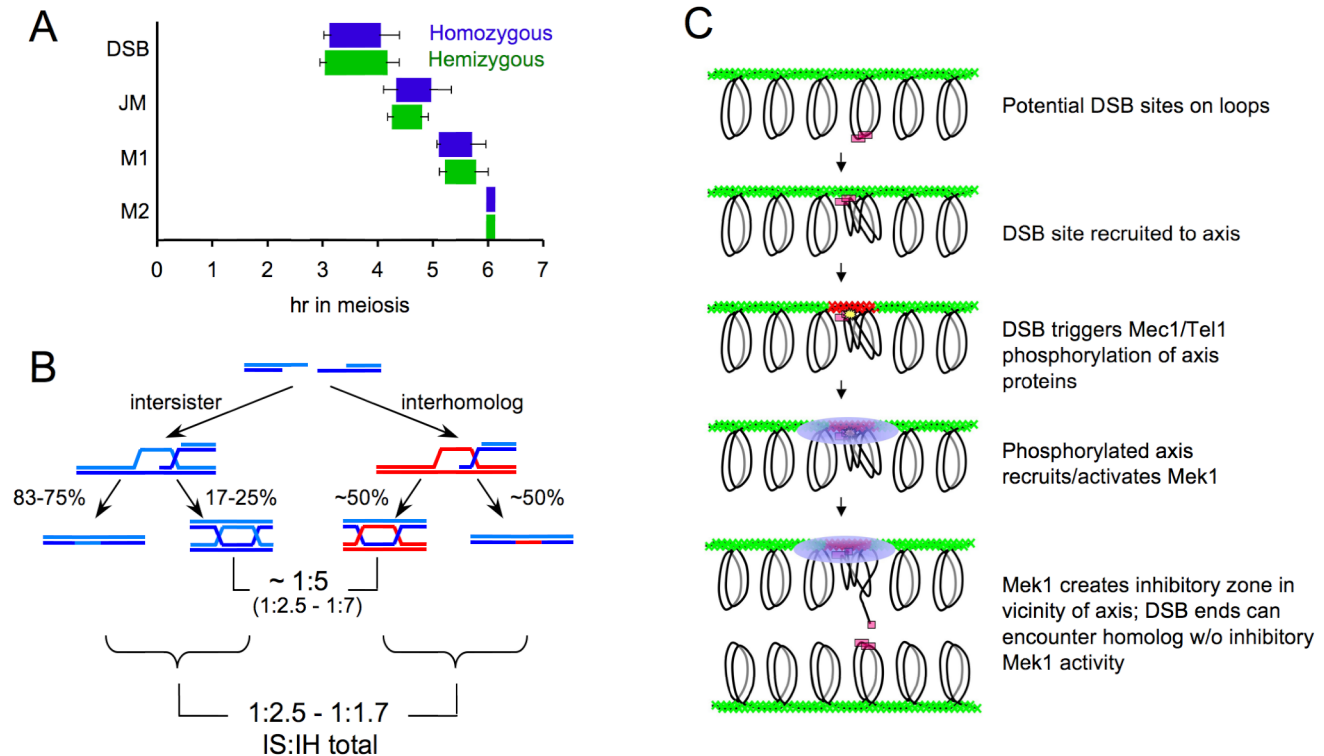 A
Homozygous
Hemizygous
DSB
JM
M1
M2
0 1 2 3 4 5 6 7
hr in meiosis
B
intersister
interhomolog
83-75%
17-25%
~50%
~50%
~ 1:5
(1:2.5 - 1:7)
1:2.5 - 1:1.7
IS:IH total
C
Potential DSB sites on loops
DSB site recruited to axis
DSB triggers Mec1/Tel1
phosphorylation of axis
proteins
Phosphorylated axis
recruits/activates Mek1
Mek1 creates inhibitory zone in
vicinity of axis; DSB ends can
encounter homolog w/o inhibitory
Mek1 activity